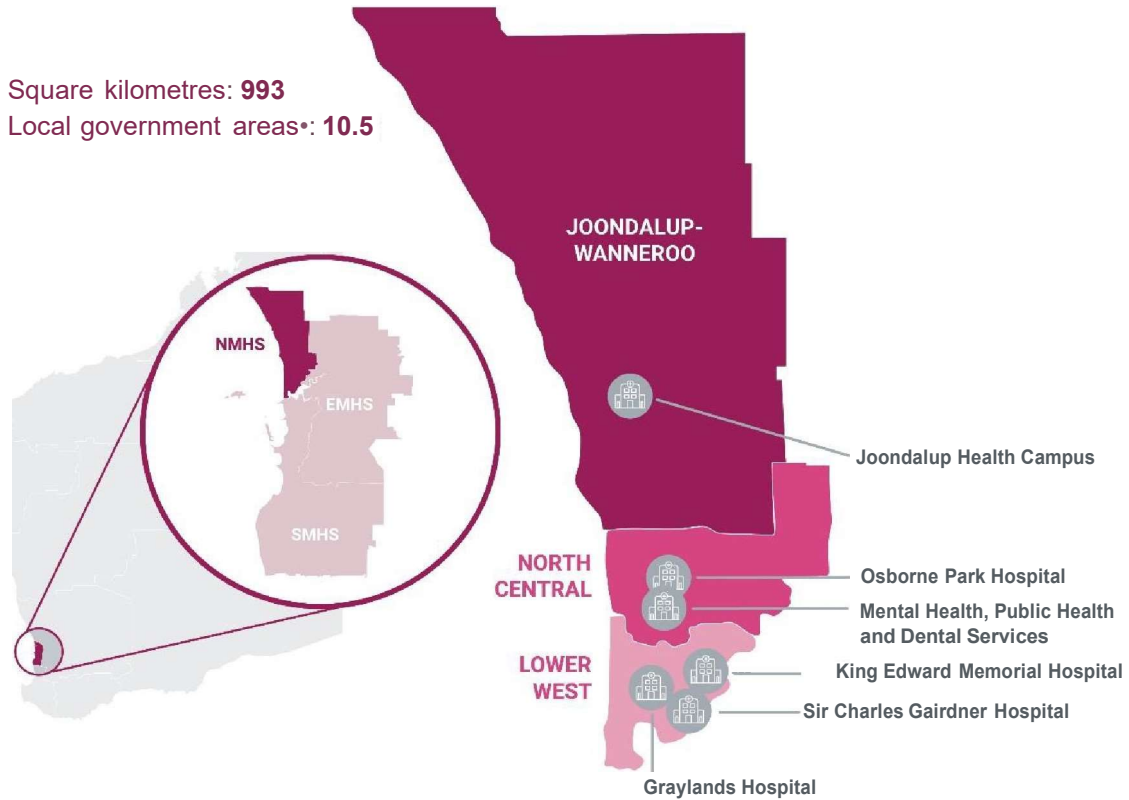 Square kilometres: 993
Local government areas•: 10.5
JOONDALUP-
WANNEROO
NMHS
EMHS
SMHS
Joondalup Health Campus
NORTH
CENTRAL
Osborne Park Hospital
Mental Health, Public Health
and Dental Services
LOWER
WEST
King Edward Memorial Hospital
Sir Charles Gairdner Hospital
Graylands Hospital